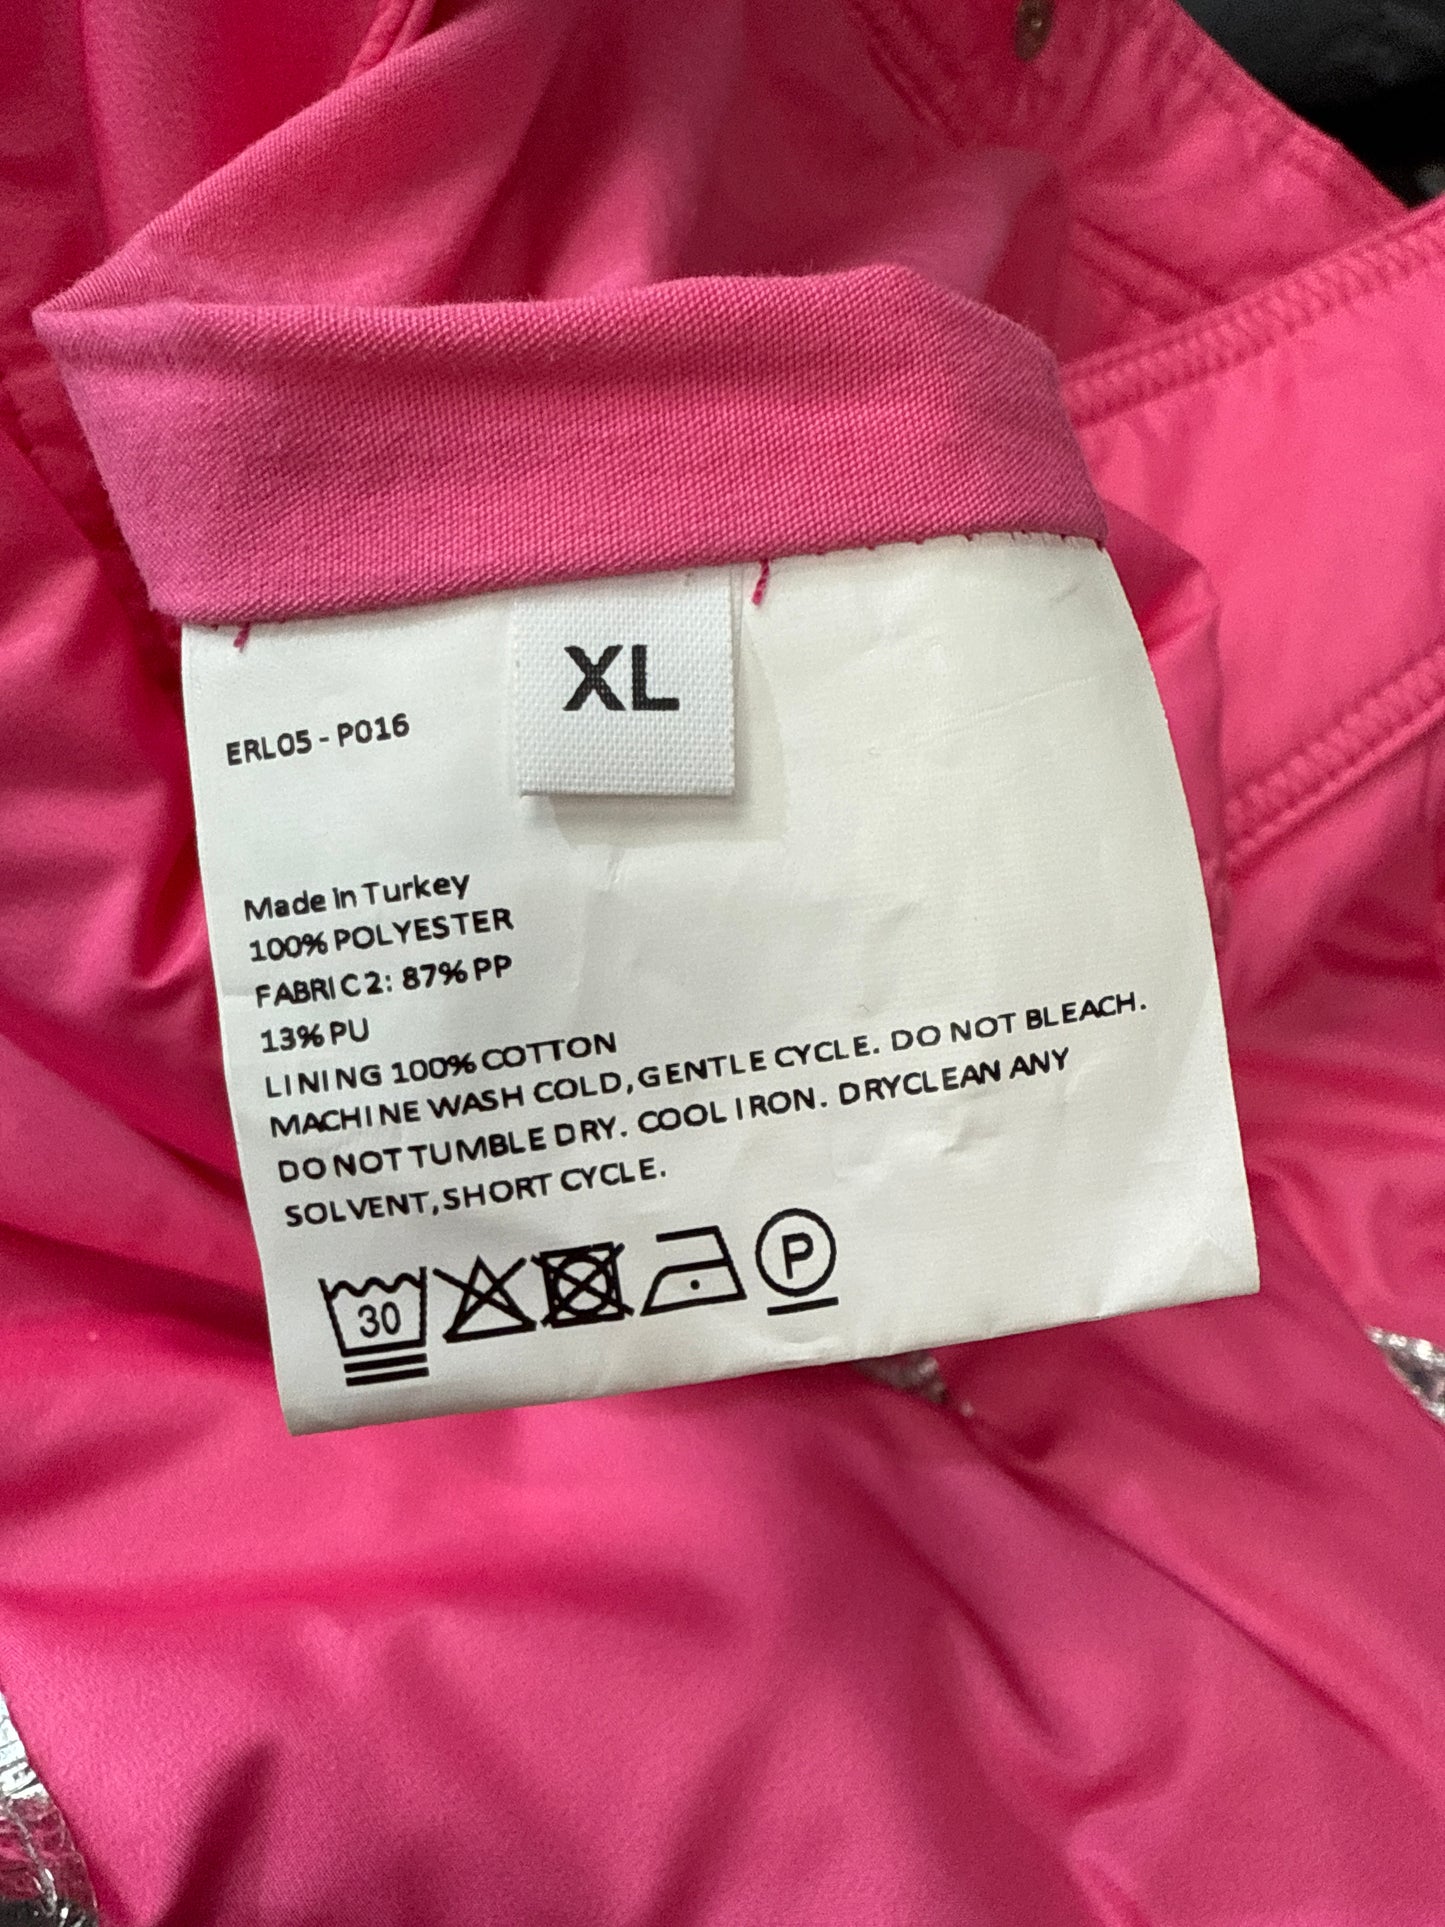 XL
ERL05 - P016
Made in Turkey
100% POLYESTER
FABRIC 2: 87% PP
13% PU
LINING 100% COTTON
MACHINE WASH COLD, GENTLE CYCLE. DO NOT BLEACH.
DO NOT TUMBLE DRY. COOL IRON. DRYCLEAN ANY
SOLVENT, SHORT CYCLE.
30 P